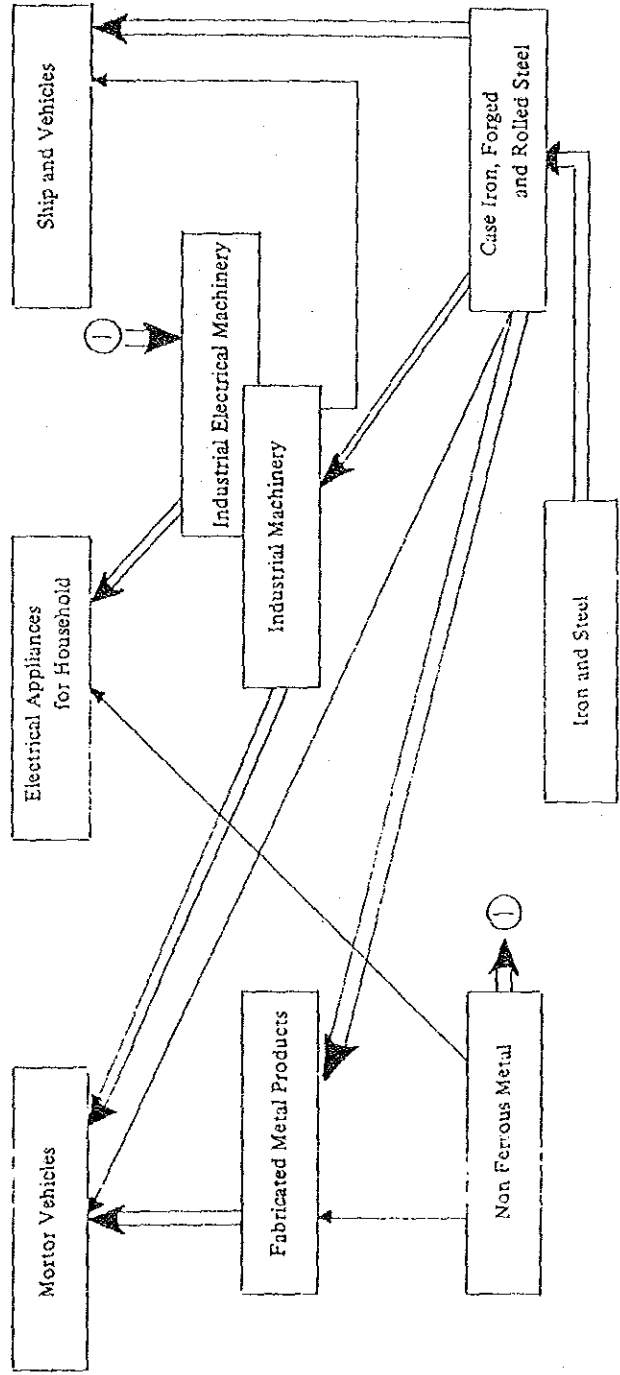 Mortor Vehicles
Electrical Appliances
for Household
Ship and Vehicles
1
Industrial Electrical Machinery
Fabricated Metal Products
Industrial Machinery
Non Ferrous Metal
1
Iron and Steel
Case Iron, Forged
and Rolled Steel